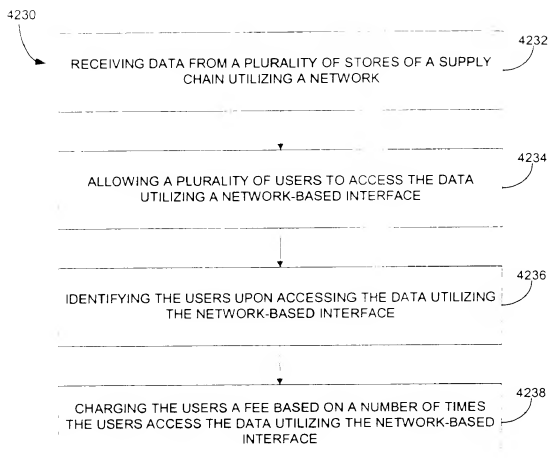 4230
4232
RECEIVING DATA FROM A PLURALITY OF STORES OF A SUPPLY
CHAIN UTILIZING A NETWORK
4234
ALLOWING A PLURALITY OF USERS TO ACCESS THE DATA
UTILIZING A NETWORK-BASED INTERFACE
4236
IDENTIFYING THE USERS UPON ACCESSING THE DATA UTILIZING
THE NETWORK-BASED INTERFACE
4238
CHARGING THE USERS A FEE BASED ON A NUMBER OF TIMES
THE USERS ACCESS THE DATA UTILIZING THE NETWORK-BASED
INTERFACE